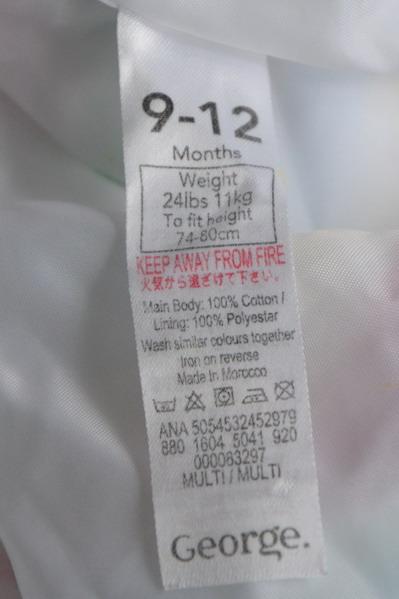 9-12
Months
Weight
24lbs 11kg
To fit height
74-80cm
KEEP AWAY FROM FIRE
火気から遠ざけて下さい。
Main Body: 100% Cotton /
Lining: 100% Polyester
Wash similar colours together
Iron on reverse
Made in Morocco
ANA 5054532452979
880 1604 5041 920
000083297
MULTI / MULTI
George.